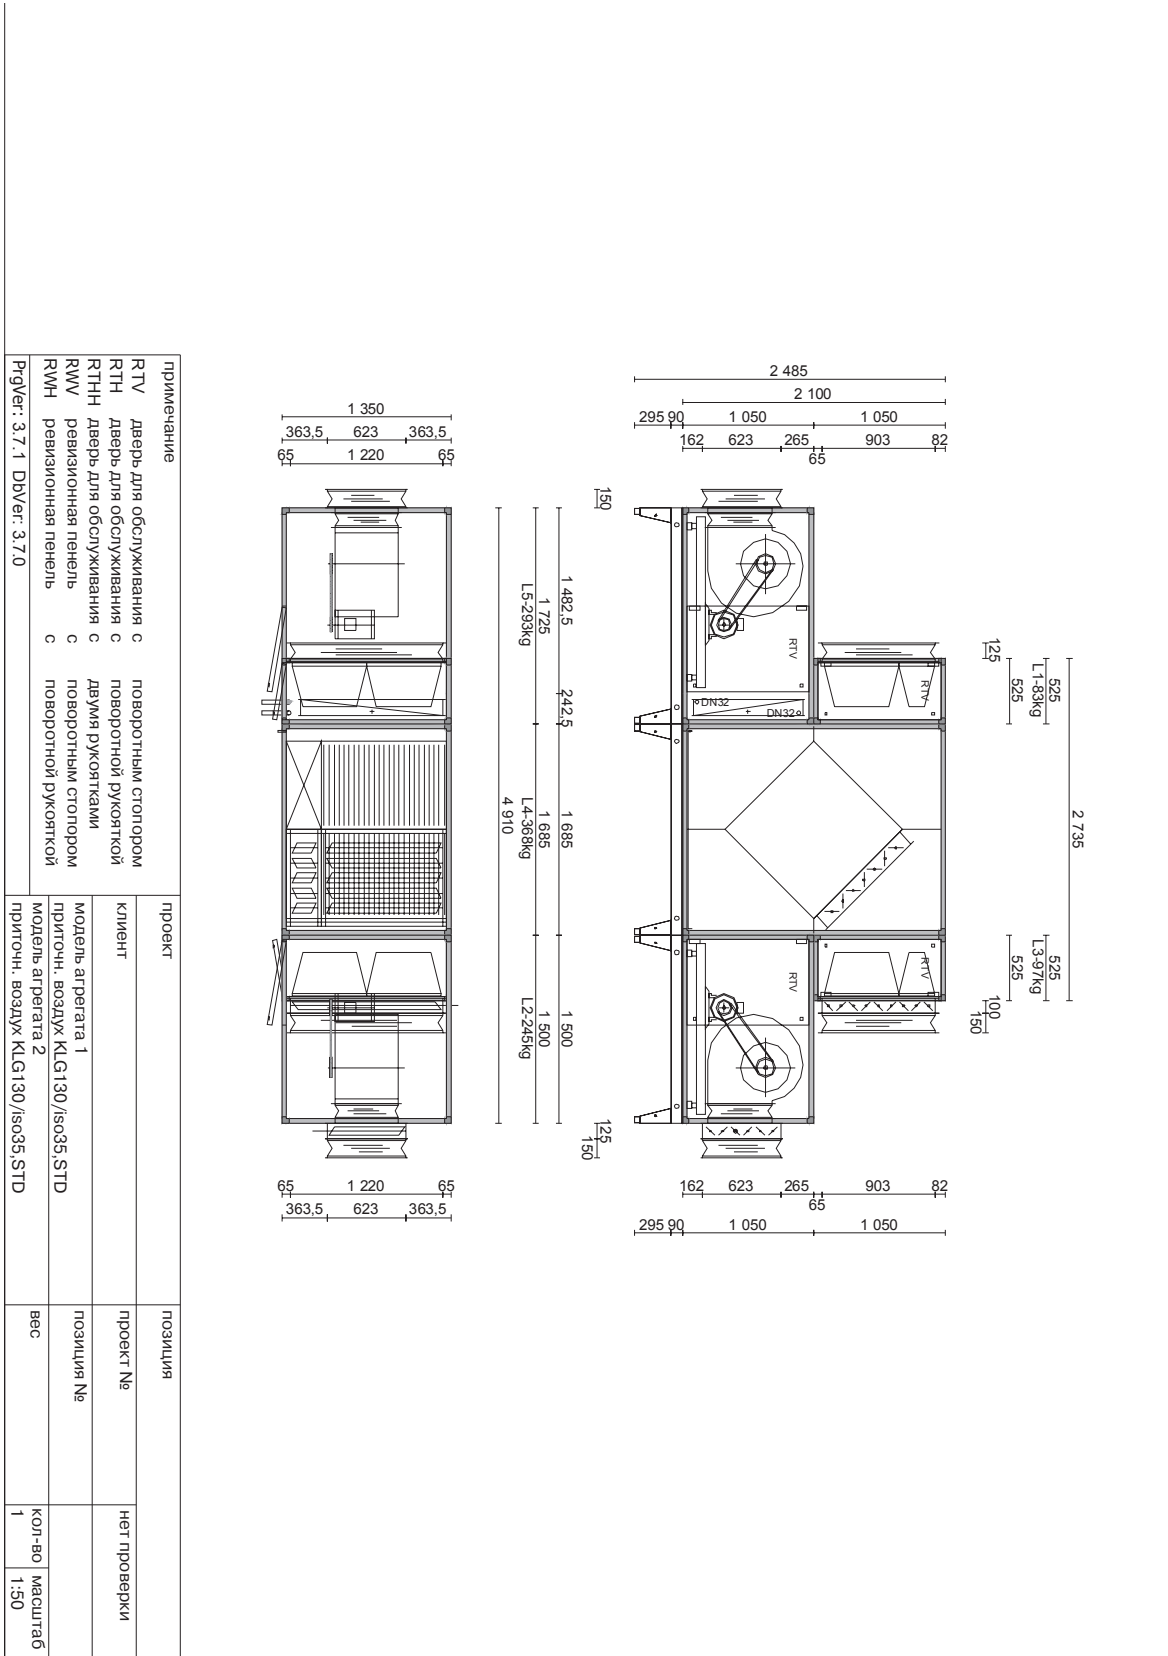 2 485
2 100
295 90 1 050 1 050
162 623 265 903 82
65
1 350
363,5 623 363,5
65 1 220 65
150
1 482,5 242,5 1 685 1 500
1 725 1 685 1 500
L5-293kg L4-368kg L2-245kg
4 910
125
150
RTV
DN32
DN32
RTV
RTV
RTV
125
525
L1-83kg
525
2 735
525
L3-97kg
525
100
150
162 623 265 903 82
65
295 90 1 050 1 050
65 1 220 65
363,5 623 363,5
примечание
RTV дверь для обслуживания с поворотным стопором
RTH дверь для обслуживания с поворотной рукояткой
RTHH дверь для обслуживания с двумя рукоятками
RWV ревизионная пенель с поворотным стопором
RWH ревизионная пенель с поворотной рукояткой
PrgVer: 3.7.1 DbVer: 3.7.0
проект
клиент
модель агрегата 1
приточн. воздух KLG130/iso35,STD
модель агрегата 2
приточн. воздух KLG130/iso35,STD
позиция
проект № нет проверки
позиция №
вес
кол-во масштаб
1 1:50